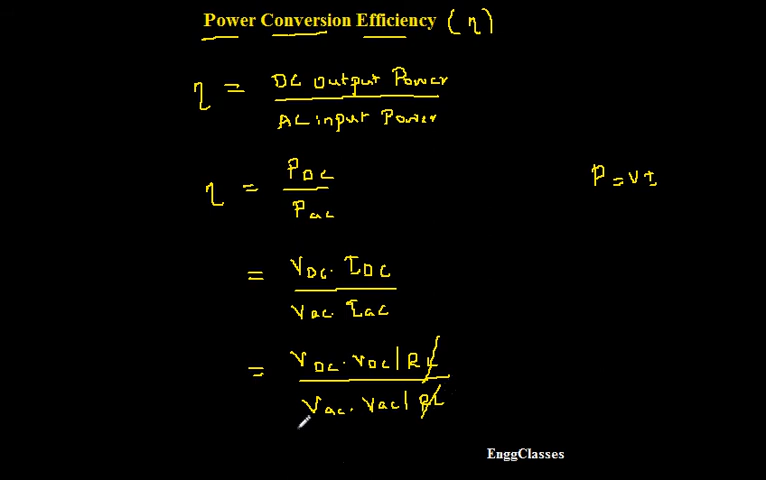 Power Conversion Efficiency (η)
η = DC Output Power
AC input Power
η = PDC
Pac
P = VI
= VDC. IDC
Vac. Iac
= VDC. VDC/RL
Vac. Vac/RL
EnggClasses